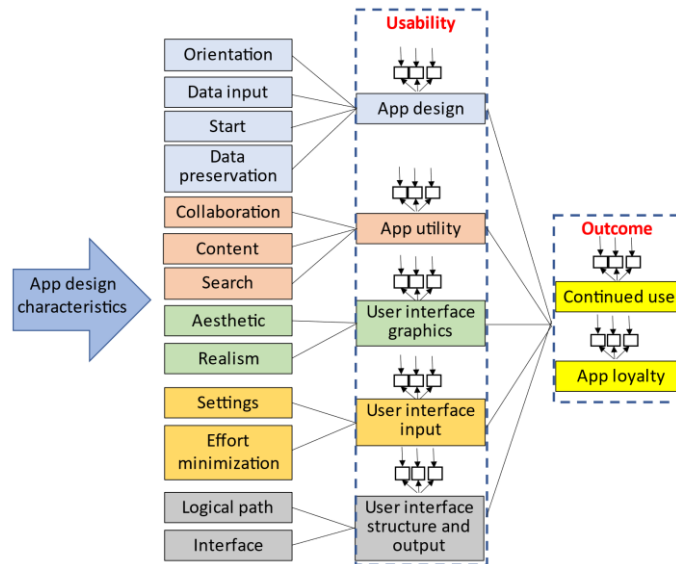 Usability
Orientation
Data input
Start
Data
preservation
App design
Collaboration
Content
Search
App utility
App design
characteristics
Aesthetic
Realism
User interface
graphics
Settings
Effort
minimization
User interface
input
Logical path
Interface
User interface
structure and
output
Outcome
Continued use
App loyalty